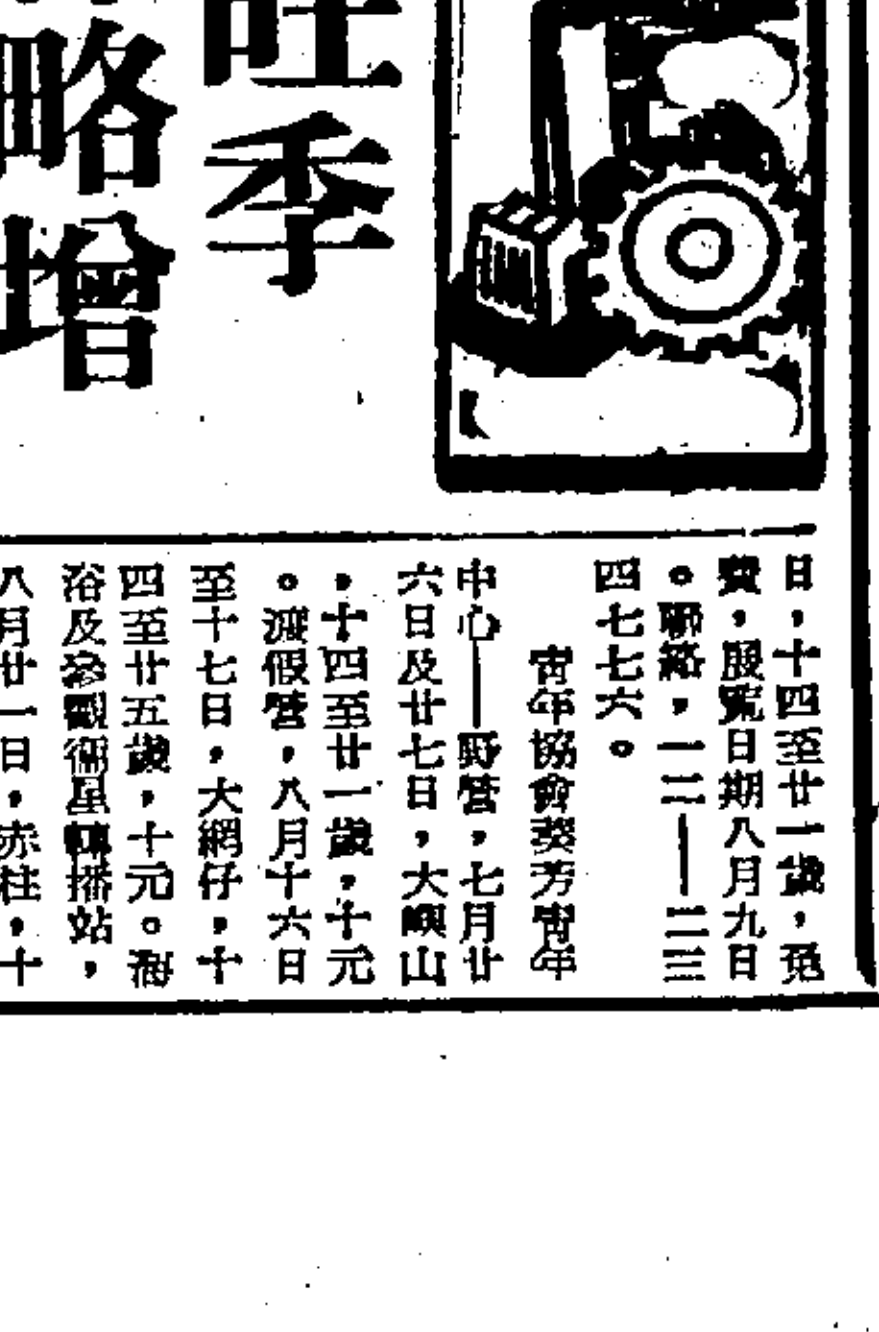 旺季
略增
日，十四至廿一歲，免
費，展覽日期八月九日
。聯絡，一二——二三
四七七六。
青年協會葵芳青年
中心——野營，七月廿
六日及廿七日，大嶼山
，十四至廿一歲，十元
。渡假營，八月十六日
至十七日，大網仔，十
四至廿五歲，十元。海
浴及參觀衛星轉播站，
八月廿一日，赤柱，十